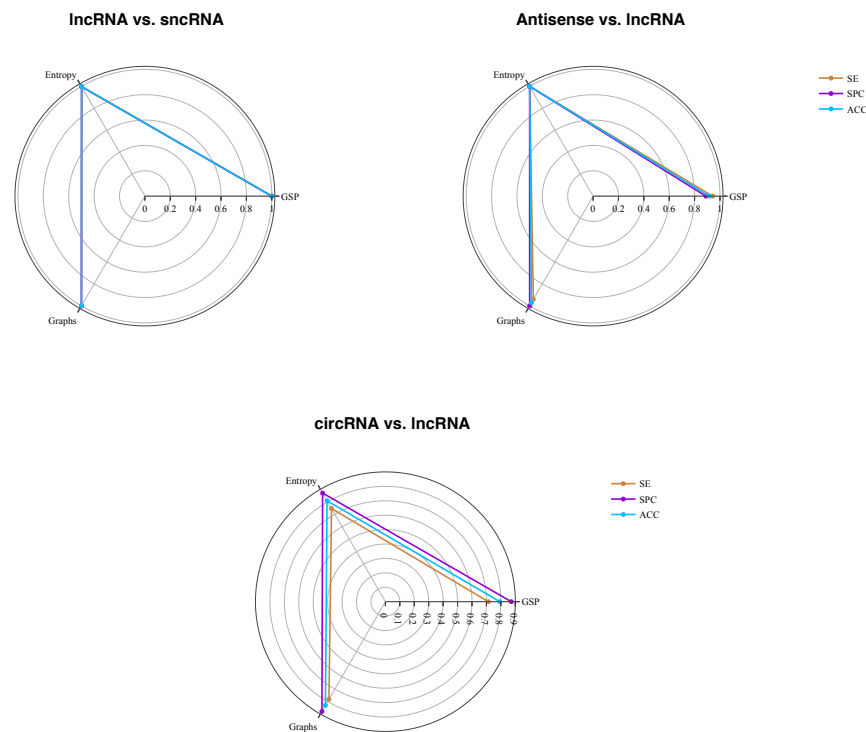 lncRNA vs. sncRNA
Entropy
GSP
0 0.2 0.4 0.6 0.8 1
Graphs
Antisense vs. lncRNA
Entropy
GSP
0 0.2 0.4 0.6 0.8 1
Graphs
SE
SPC
ACC
circRNA vs. lncRNA
Entropy
GSP
0 0.1 0.2 0.3 0.4 0.5 0.6 0.7 0.8 0.9
Graphs
SE
SPC
ACC